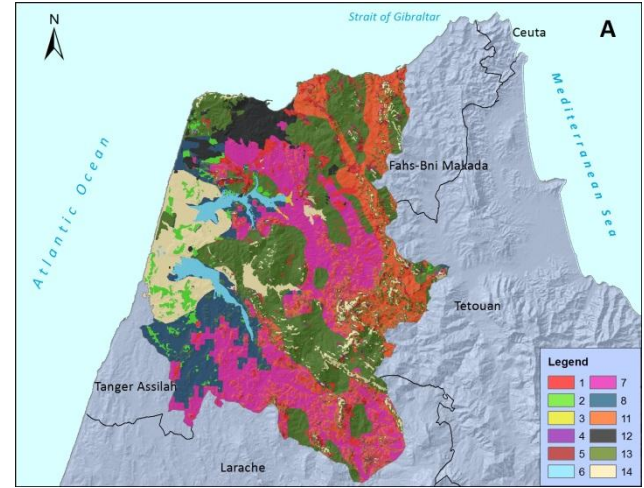 N
Strait of Gibraltar
Ceuta
A
Atlantic Ocean
Mediterranean Sea
Fahs-Bni Makada
Tetouan
Tanger Assilah
Larache
Legend
1 7
2 8
3 11
4 12
5 13
6 14